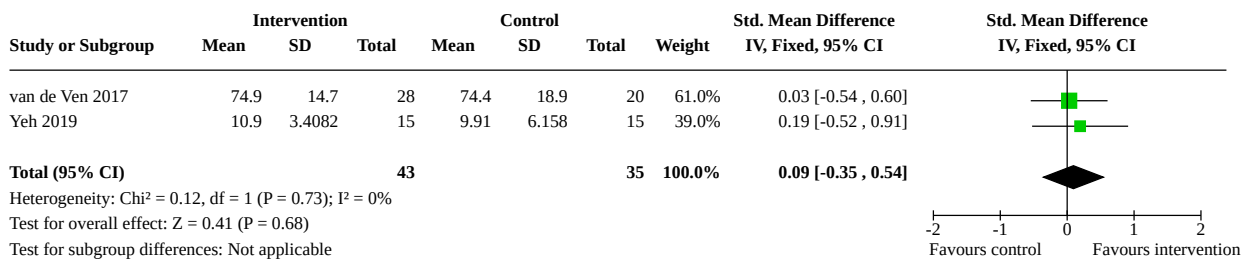 Intervention Control Std. Mean Difference Std. Mean Difference
Study or Subgroup Mean SD Total Mean SD Total Weight IV, Fixed, 95% CI IV, Fixed, 95% CI
van de Ven 2017 74.9 14.7 28 74.4 18.9 20 61.0% 0.03 [-0.54 , 0.60]
Yeh 2019 10.9 3.4082 15 9.91 6.158 15 39.0% 0.19 [-0.52 , 0.91]
Total (95% CI) 43 35 100.0% 0.09 [-0.35 , 0.54]
Heterogeneity: Chi² = 0.12, df = 1 (P = 0.73); I² = 0%
Test for overall effect: Z = 0.41 (P = 0.68)
-2 -1 0 1 2
Test for subgroup differences: Not applicable
Favours control Favours intervention